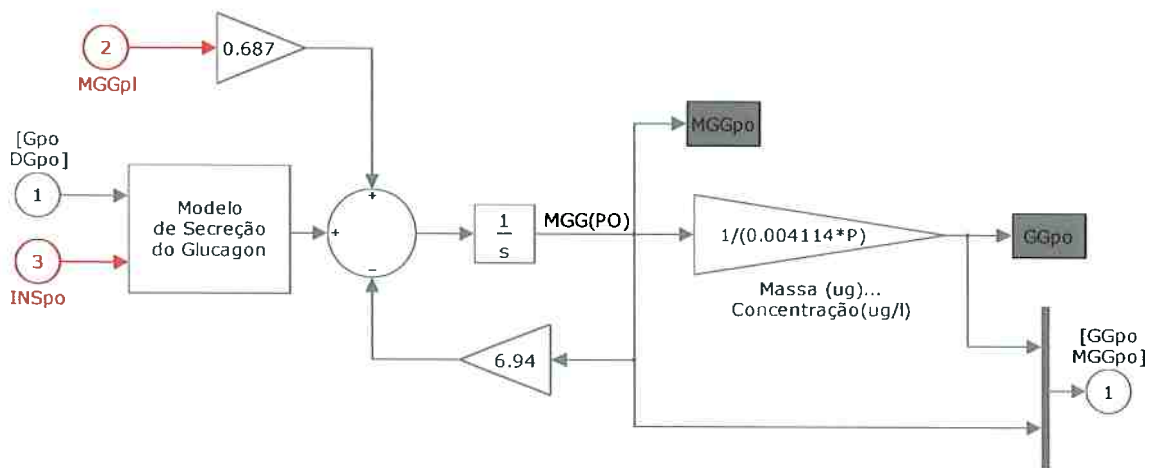 2
MGGpl
0.687
[Gpo
DGpo]
1
3
INSpo
Modelo
de Secreção
do Glucagon
+
+
−
1
s
MGG(PO)
MGGpo
1/(0.004114*P)
Massa (ug)...
Concentração(ug/l)
GGpo
6.94
[GGpo
MGGpo]
1